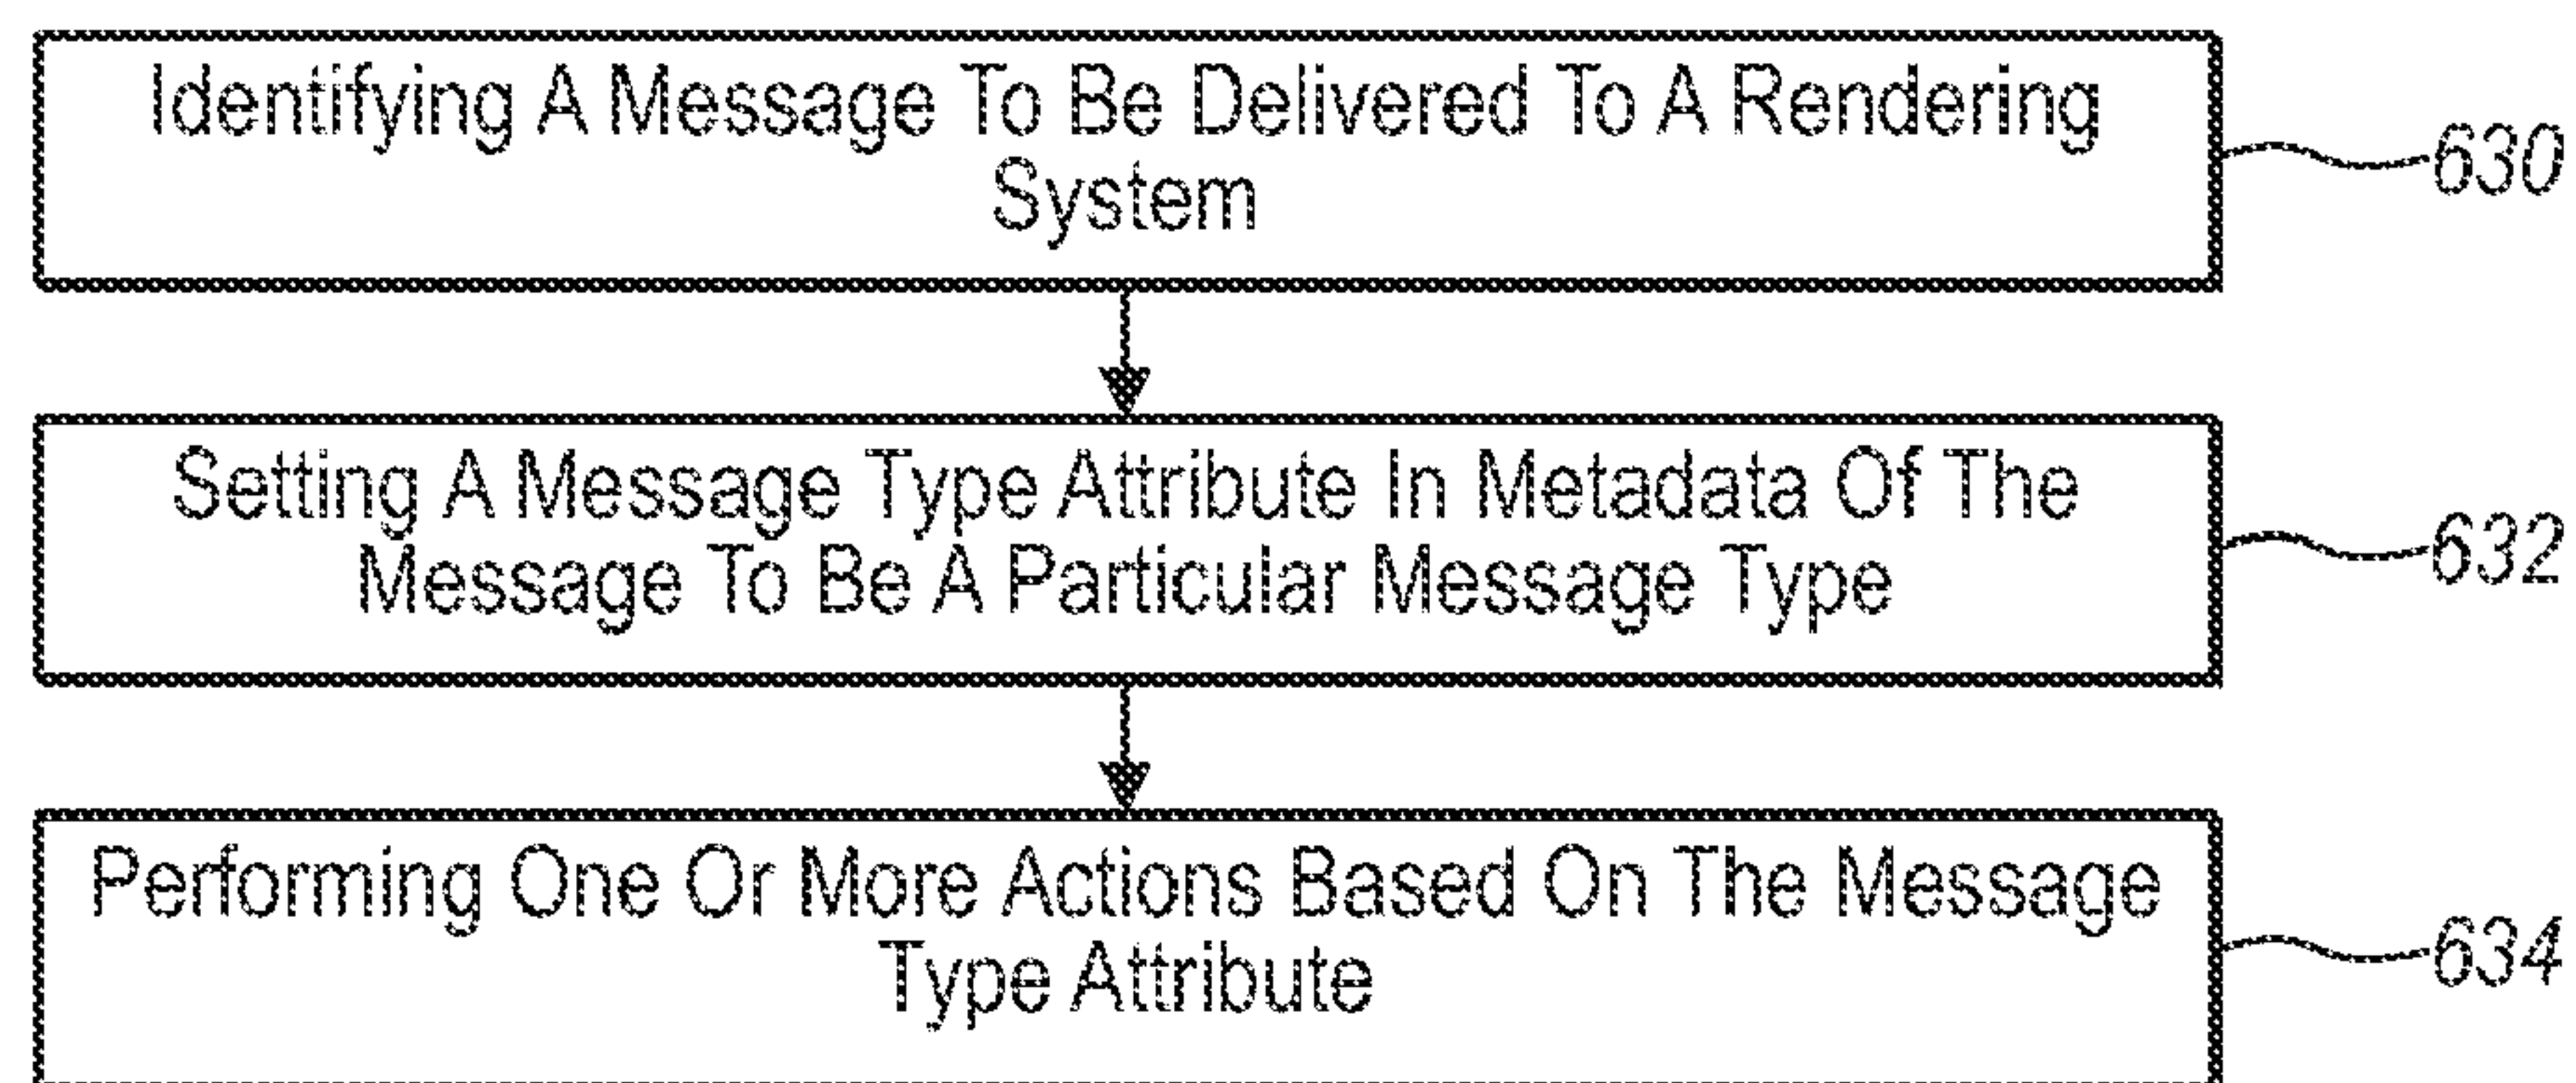 Identifying A Message To Be Delivered To A Rendering
System
630
Setting A Message Type Attribute In Metadata Of The
Message To Be A Particular Message Type
632
Performing One Or More Actions Based On The Message
Type Attribute
634